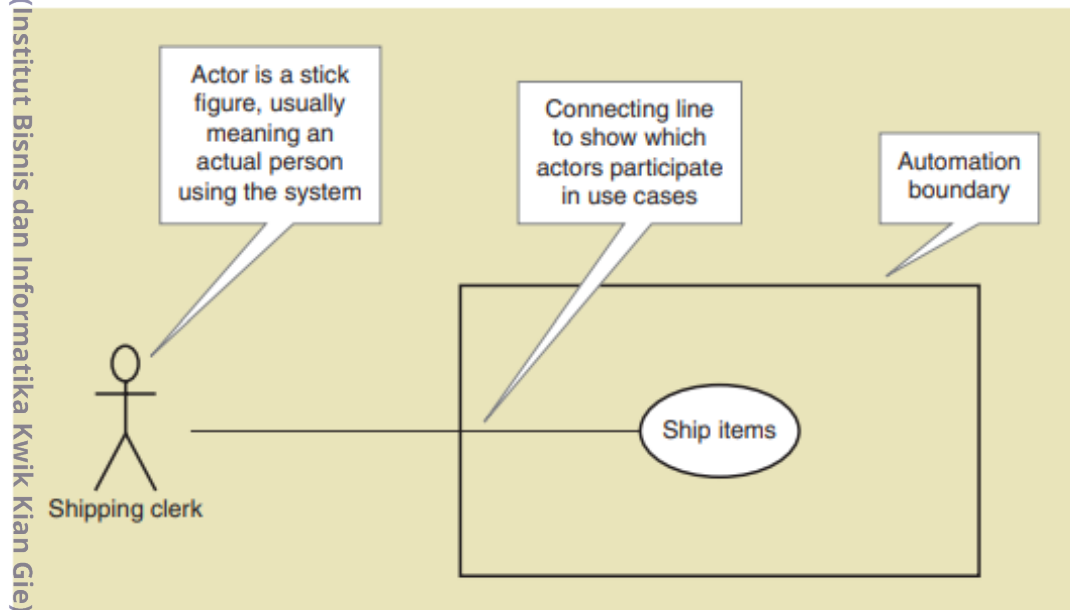 (Institut Bisnis dan Informatika Kwik Kian Gie)
Actor is a stick
figure, usually
meaning an
actual person
using the system
Connecting line
to show which
actors participate
in use cases
Automation
boundary
Ship items
Shipping clerk